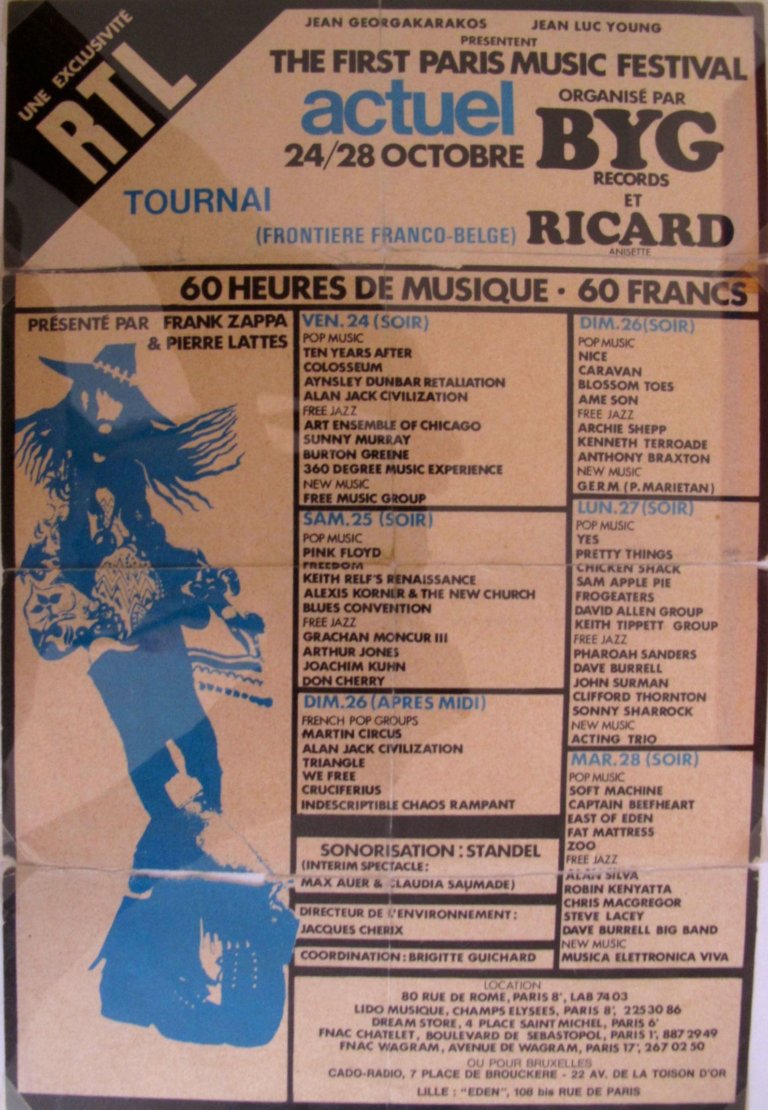 UNE EXCLUSIVITÉ
RTL
JEAN GEORGAKARAKOS JEAN LUC YOUNG
PRESENTENT
THE FIRST PARIS MUSIC FESTIVAL
actuel
24/28 OCTOBRE
ORGANISÉ PAR
BYG
RECORDS
ET
RICARD
ANISETTE
TOURNAI
(FRONTIERE FRANCO-BELGE)
60 HEURES DE MUSIQUE · 60 FRANCS
PRÉSENTÉ PAR FRANK ZAPPA
& PIERRE LATTES
VEN. 24 (SOIR)
POP MUSIC
TEN YEARS AFTER
COLOSSEUM
AYNSLEY DUNBAR RETALIATION
ALAN JACK CIVILIZATION
FREE JAZZ
ART ENSEMBLE OF CHICAGO
SUNNY MURRAY
BURTON GREENE
360 DEGREE MUSIC EXPERIENCE
NEW MUSIC
FREE MUSIC GROUP
SAM. 25 (SOIR)
POP MUSIC
PINK FLOYD
FREEDOM
KEITH RELF'S RENAISSANCE
ALEXIS KORNER & THE NEW CHURCH
BLUES CONVENTION
FREE JAZZ
GRACHAN MONCUR III
ARTHUR JONES
JOACHIM KUHN
DON CHERRY
DIM. 26 (APRES MIDI)
FRENCH POP GROUPS
MARTIN CIRCUS
ALAN JACK CIVILIZATION
TRIANGLE
WE FREE
CRUCIFERIUS
INDESCRIPTIBLE CHAOS RAMPANT
SONORISATION : STANDEL
(INTERIM SPECTACLE :
MAX AUER & CLAUDIA SAUMADE)
DIRECTEUR DE L'ENVIRONNEMENT :
JACQUES CHERIX
COORDINATION : BRIGITTE GUICHARD
DIM. 26 (SOIR)
POP MUSIC
NICE
CARAVAN
BLOSSOM TOES
AME SON
FREE JAZZ
ARCHIE SHEPP
KENNETH TERROADE
ANTHONY BRAXTON
NEW MUSIC
G.E.R.M (P. MARIETAN)
LUN. 27 (SOIR)
POP MUSIC
YES
PRETTY THINGS
CHICKEN SHACK
SAM APPLE PIE
FROGEATERS
DAVID ALLEN GROUP
KEITH TIPPETT GROUP
FREE JAZZ
PHAROAH SANDERS
DAVE BURRELL
JOHN SURMAN
CLIFFORD THORNTON
SONNY SHARROCK
NEW MUSIC
ACTING TRIO
MAR. 28 (SOIR)
POP MUSIC
SOFT MACHINE
CAPTAIN BEEFHEART
EAST OF EDEN
FAT MATTRESS
ZOO
FREE JAZZ
ALAN SILVA
ROBIN KENYATTA
CHRIS MACGREGOR
STEVE LACEY
DAVE BURRELL BIG BAND
NEW MUSIC
MUSICA ELETTRONICA VIVA
LOCATION
80 RUE DE ROME, PARIS 8', LAB 74 03
LIDO MUSIQUE, CHAMPS ELYSEES, PARIS 8', 225 30 86
DREAM STORE, 4 PLACE SAINT MICHEL, PARIS 6'
FNAC CHATELET, BOULEVARD DE SEBASTOPOL, PARIS 1', 887 29 49
FNAC WAGRAM, AVENUE DE WAGRAM, PARIS 17', 267 02 50
OU POUR BRUXELLES
CADO-RADIO, 7 PLACE DE BROUCKERE - 22 AV. DE LA TOISON D'OR
LILLE : "EDEN", 108 bis RUE DE PARIS